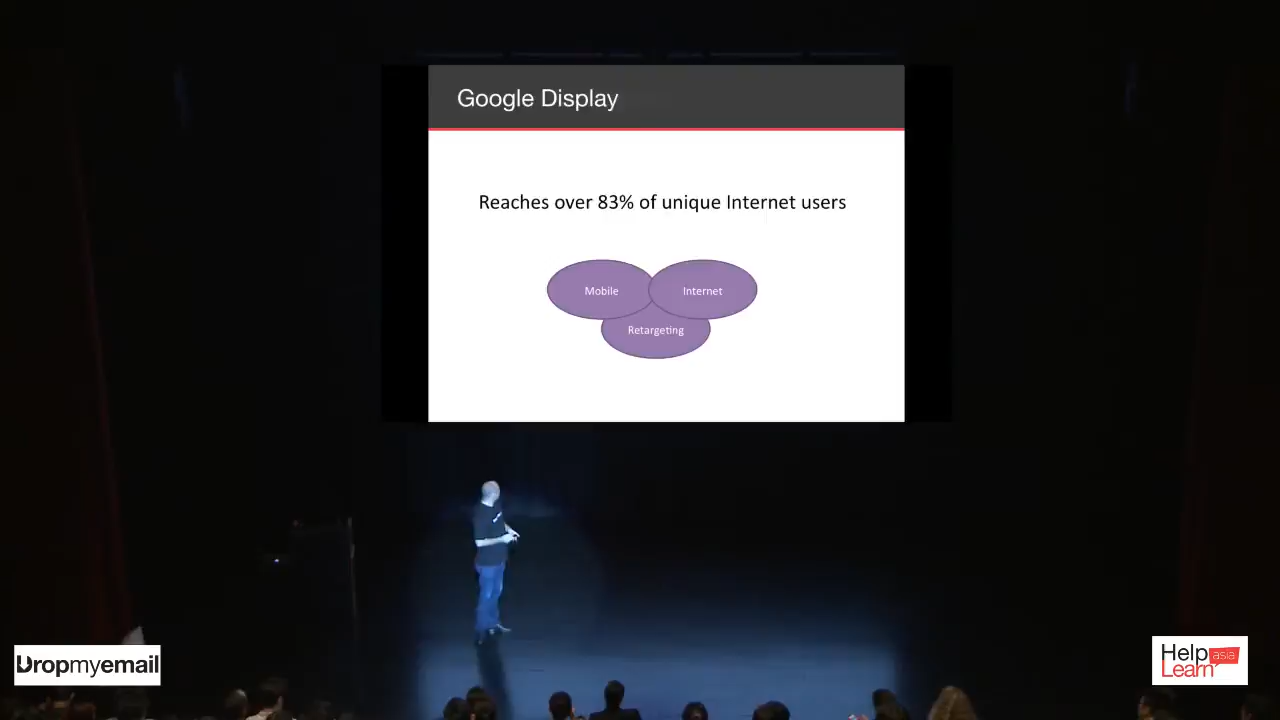 Google Display
Reaches over 83% of unique Internet users
Mobile
Internet
Retargeting
Dropmyemail
Help
asia
Learn